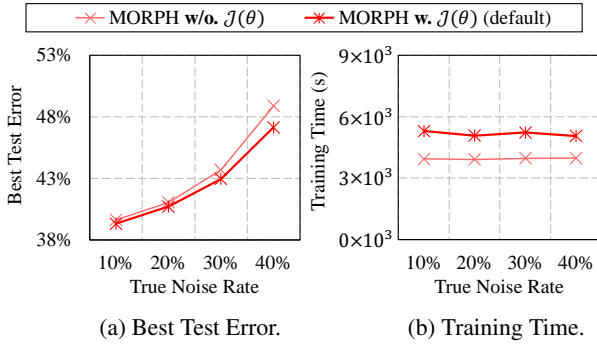 MORPH w/o. 𝒥(θ) MORPH w. 𝒥(θ) (default)
Best Test Error
53%
48%
43%
38%
10% 20% 30% 40%
True Noise Rate
(a) Best Test Error.
Training Time (s)
9×10³
6×10³
3×10³
0×10³
10% 20% 30% 40%
True Noise Rate
(b) Training Time.